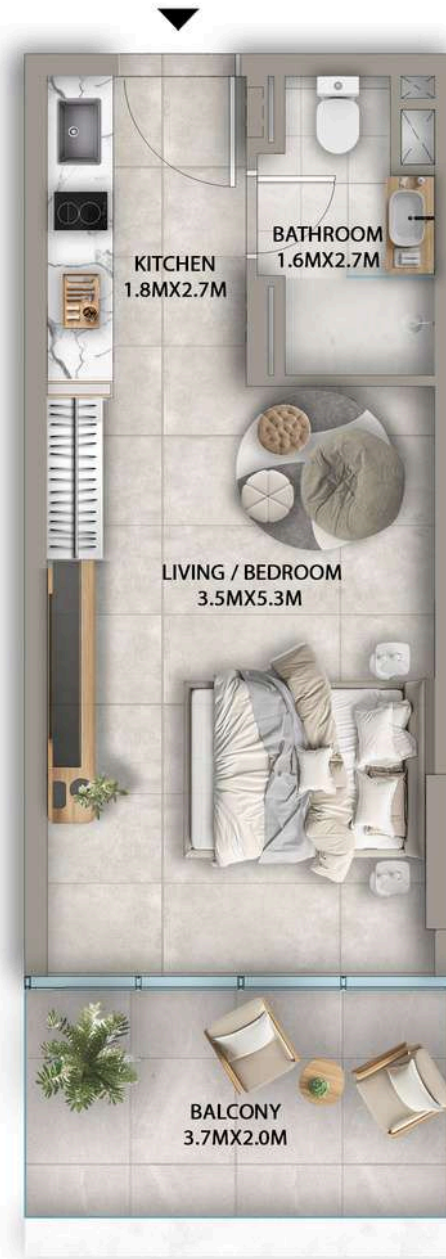 KITCHEN
1.8MX2.7M
BATHROOM
1.6MX2.7M
LIVING / BEDROOM
3.5MX5.3M
BALCONY
3.7MX2.0M